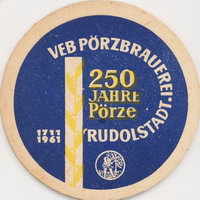 VEB PÖRZBRAUEREI · RUDOLSTADT
250
JAHRE
Pörze
1711
1961